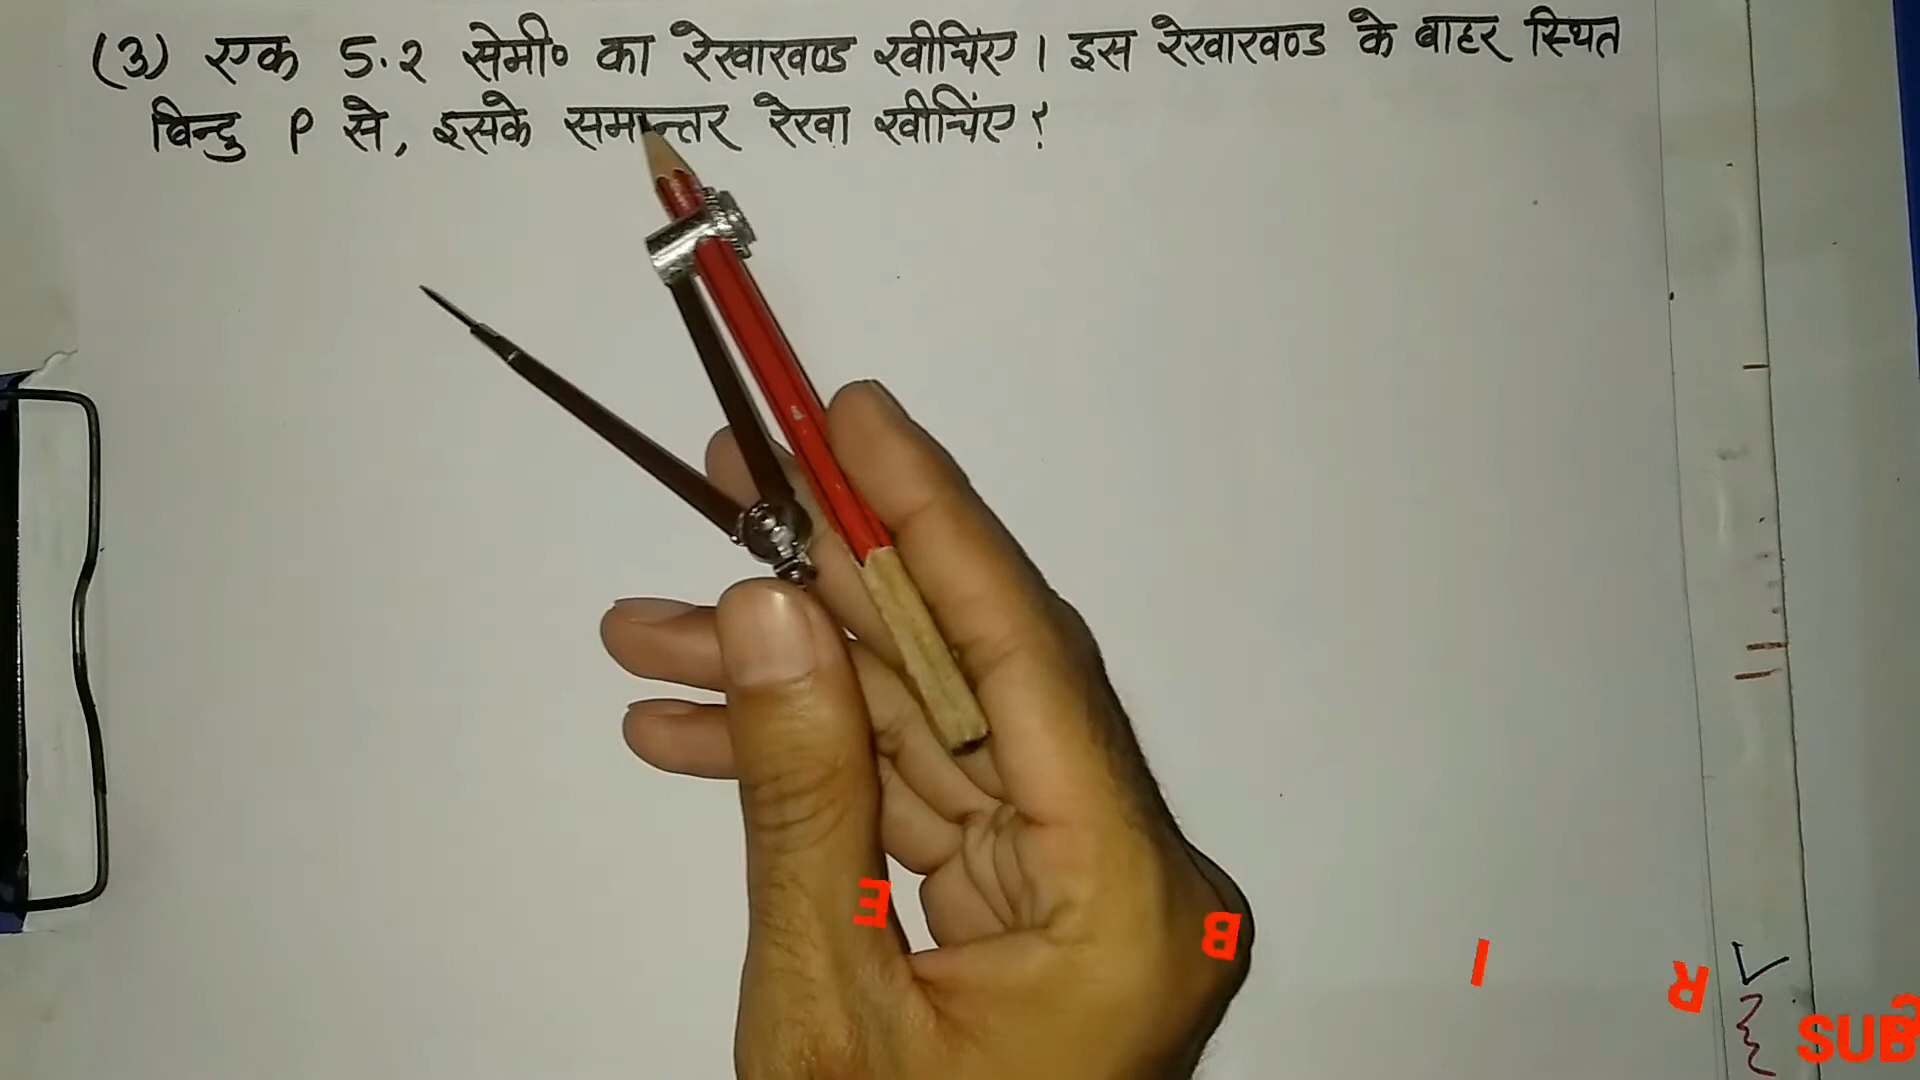 (3) एक 5.2 सेमी० का रेखाखण्ड खीचिंए। इस रेखाखण्ड के बाहर स्थित
बिन्दु P से, इसके समान्तर रेखा खीचिंए?
E
B
I
R
SUB